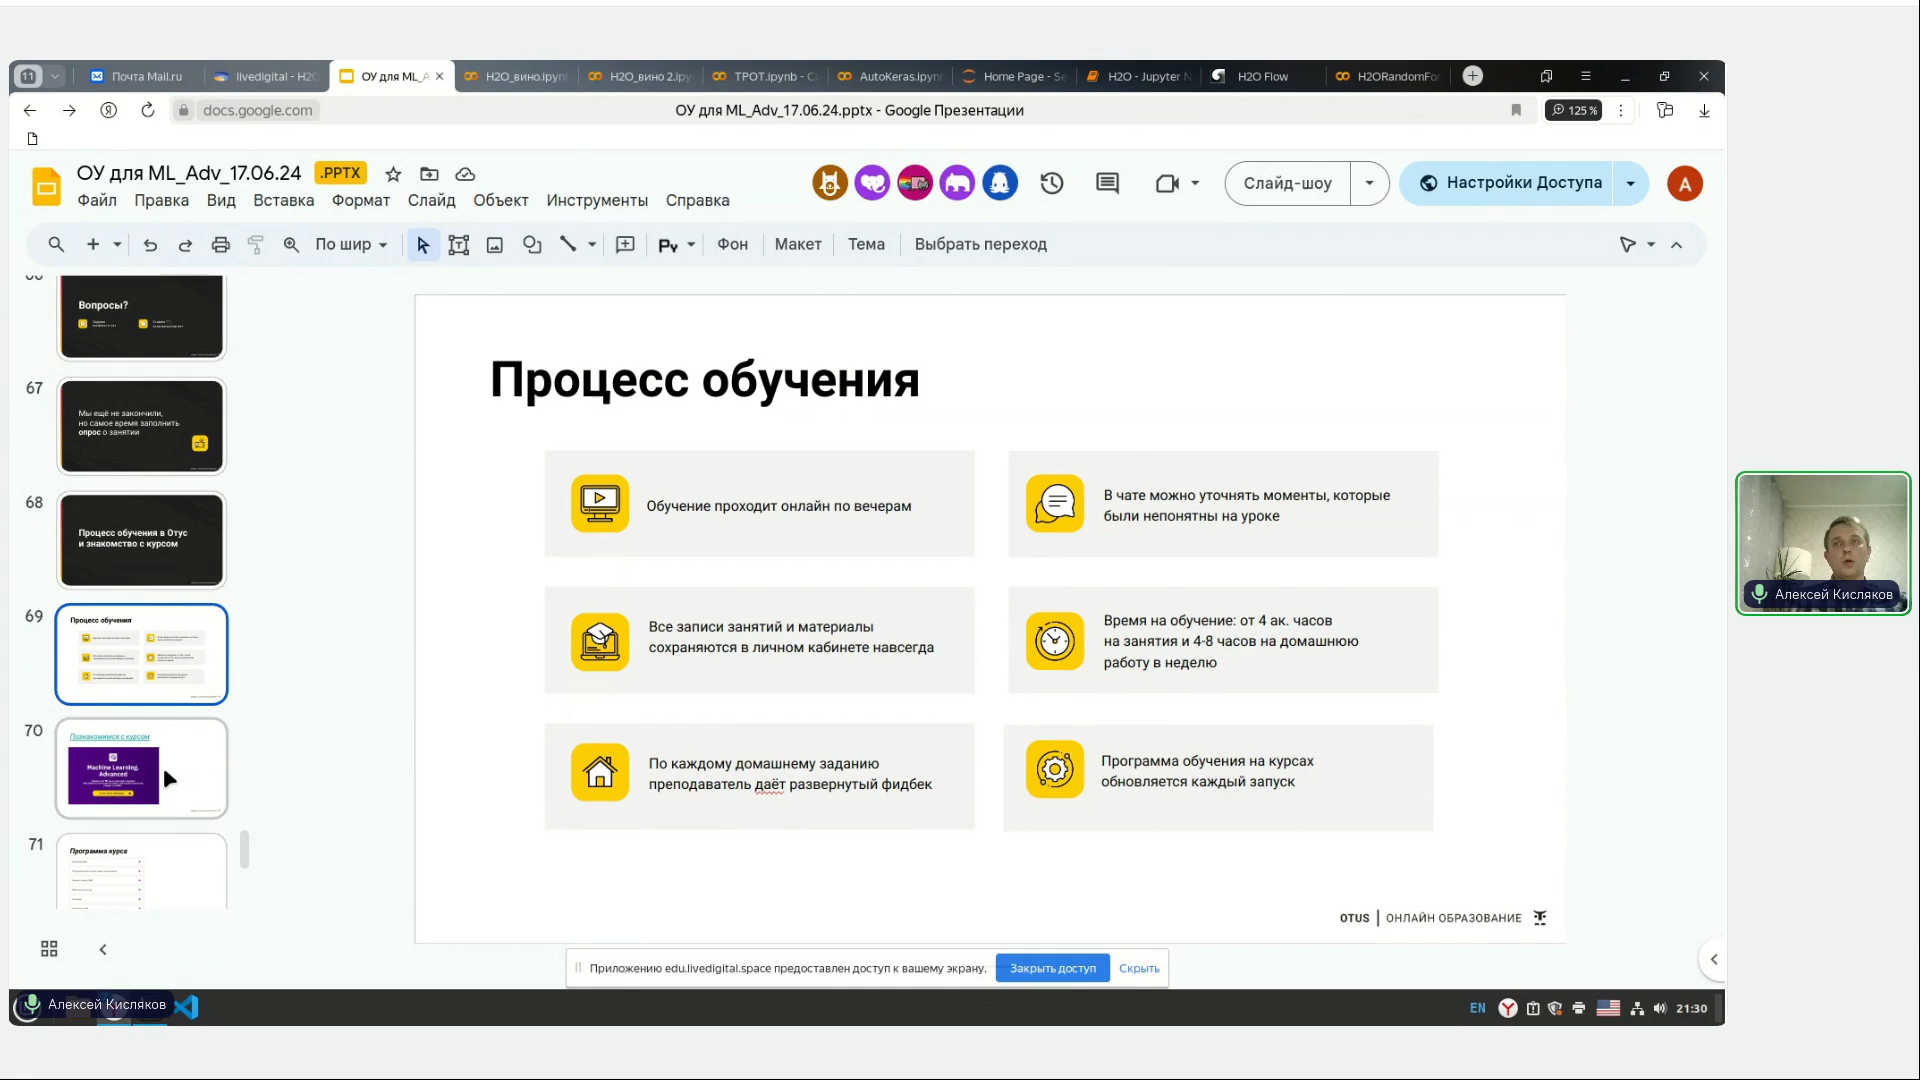 11
Почта Mail.ru
livedigital - H2O
ОУ для ML_A
H2O_вино.ipyn
H2O_вино 2.ipy
ТРОТ.ipynb - C
AutoKeras.ipyn
Home Page - Se
H2O - Jupyter N
H2O Flow
H2ORandomFo
docs.google.com
ОУ для ML_Adv_17.06.24.pptx - Google Презентации
125 %
ОУ для ML_Adv_17.06.24
.PPTX
Файл
Правка
Вид
Вставка
Формат
Слайд
Объект
Инструменты
Справка
Слайд-шоу
Настройки Доступа
А
По шир
Фон
Макет
Тема
Выбрать переход
Вопросы?
67
Мы ещё не закончили,
но самое время заполнить
опрос о занятии
68
Процесс обучения в Отус
и знакомство с курсом
69
Процесс обучения
70
Познакомимся с курсом
Machine Learning.
Advanced
71
Программа курса
Процесс обучения
Обучение проходит онлайн по вечерам
В чате можно уточнять моменты, которые
были непонятны на уроке
Все записи занятий и материалы
сохраняются в личном кабинете навсегда
Время на обучение: от 4 ак. часов
на занятия и 4-8 часов на домашнюю
работу в неделю
По каждому домашнему заданию
преподаватель даёт развернутый фидбек
Программа обучения на курсах
обновляется каждый запуск
OTUS | ОНЛАЙН ОБРАЗОВАНИЕ
Приложению edu.livedigital.space предоставлен доступ к вашему экрану.
Закрыть доступ
Скрыть
Алексей Кисляков
EN
21:30
Алексей Кисляков